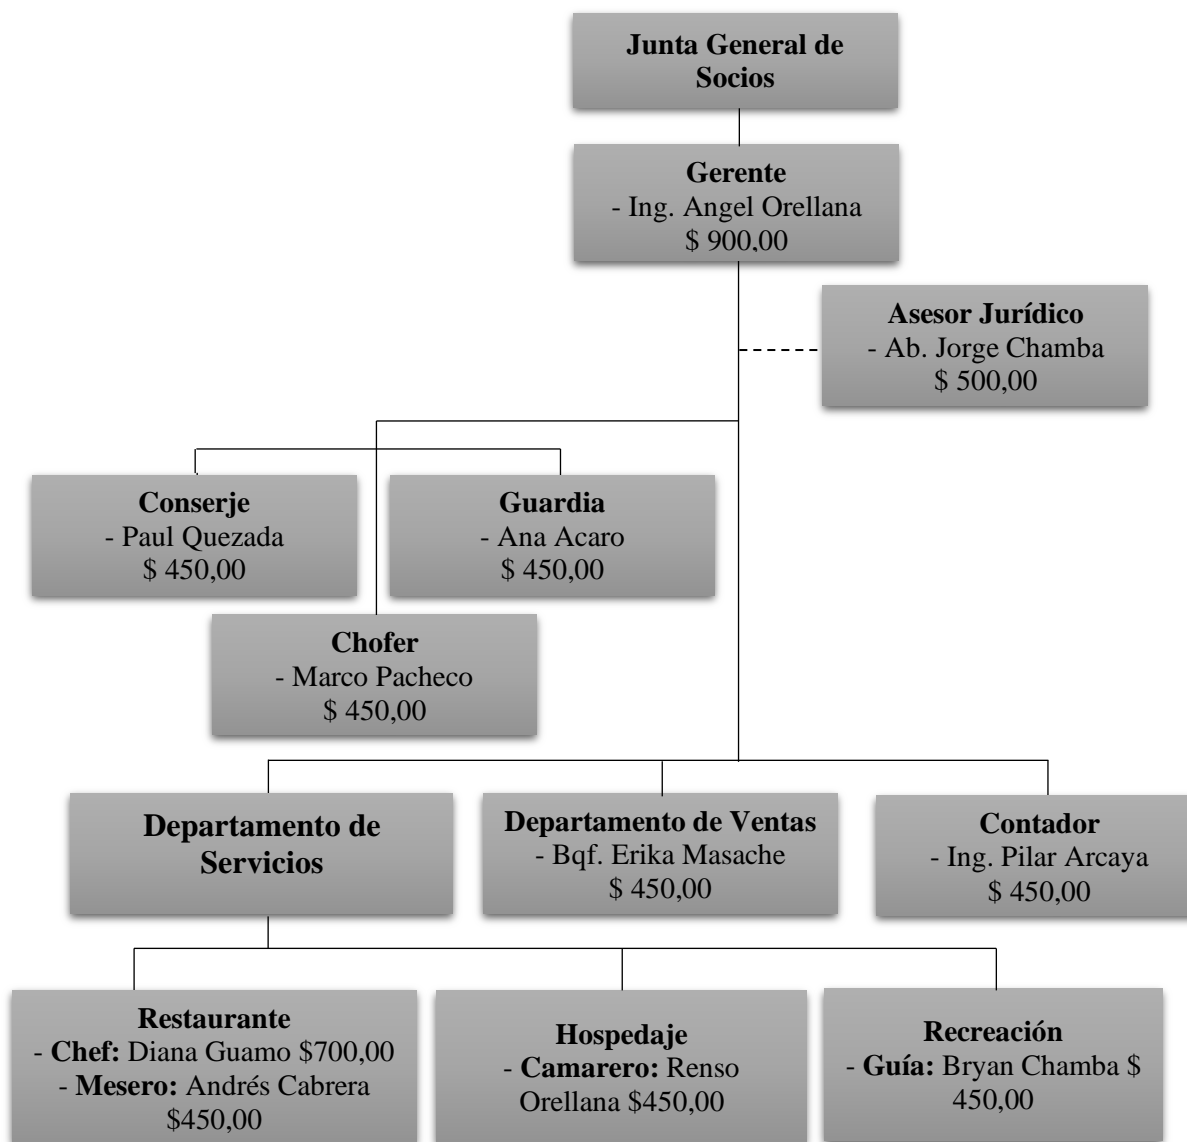 Junta General de
Socios
Gerente
- Ing. Angel Orellana
$ 900,00
Asesor Jurídico
- Ab. Jorge Chamba
$ 500,00
Conserje
- Paul Quezada
$ 450,00
Guardia
- Ana Acaro
$ 450,00
Chofer
- Marco Pacheco
$ 450,00
Departamento de
Servicios
Departamento de Ventas
- Bqf. Erika Masache
$ 450,00
Contador
- Ing. Pilar Arcaya
$ 450,00
Restaurante
- Chef: Diana Guamo $700,00
- Mesero: Andrés Cabrera
$450,00
Hospedaje
- Camarero: Renso
Orellana $450,00
Recreación
- Guía: Bryan Chamba $
450,00